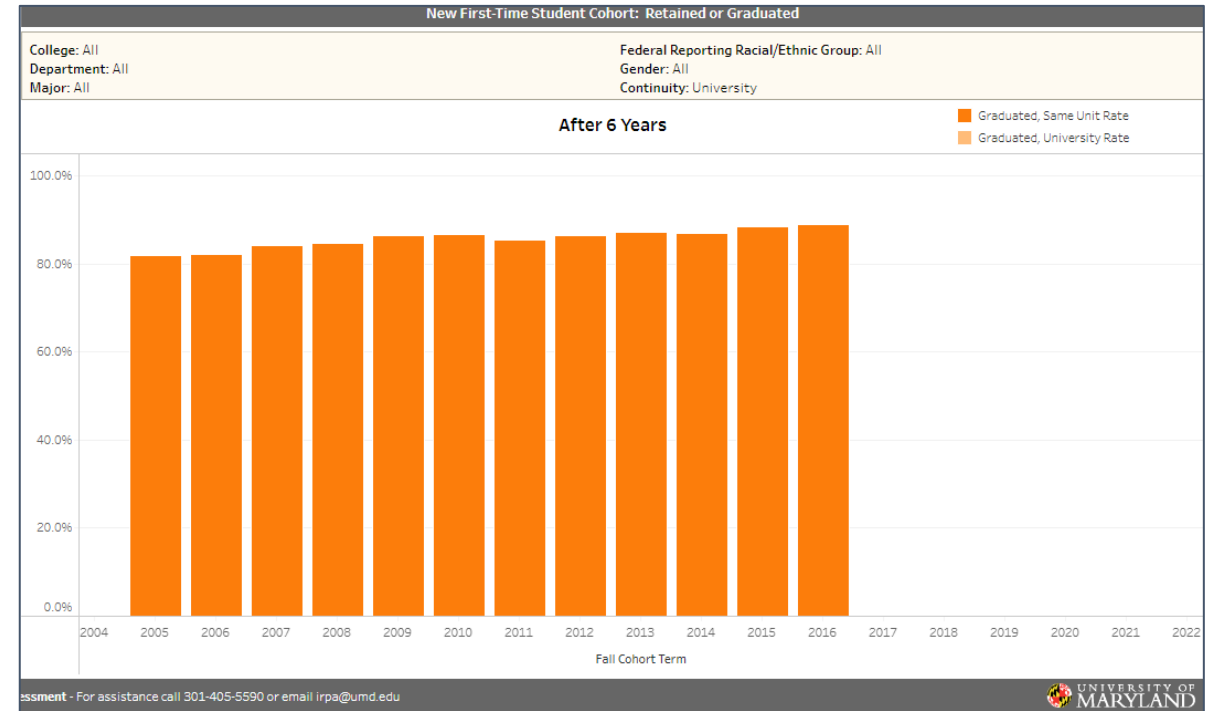 New First-Time Student Cohort: Retained or Graduated
College: All
Department: All
Major: All
Federal Reporting Racial/Ethnic Group: All
Gender: All
Continuity: University
After 6 Years
Graduated, Same Unit Rate
Graduated, University Rate
100.0%
80.0%
60.0%
40.0%
20.0%
0.0%
2004 2005 2006 2007 2008 2009 2010 2011 2012 2013 2014 2015 2016 2017 2018 2019 2020 2021 2022
Fall Cohort Term
essment - For assistance call 301-405-5590 or email irpa@umd.edu
UNIVERSITY OF
MARYLAND